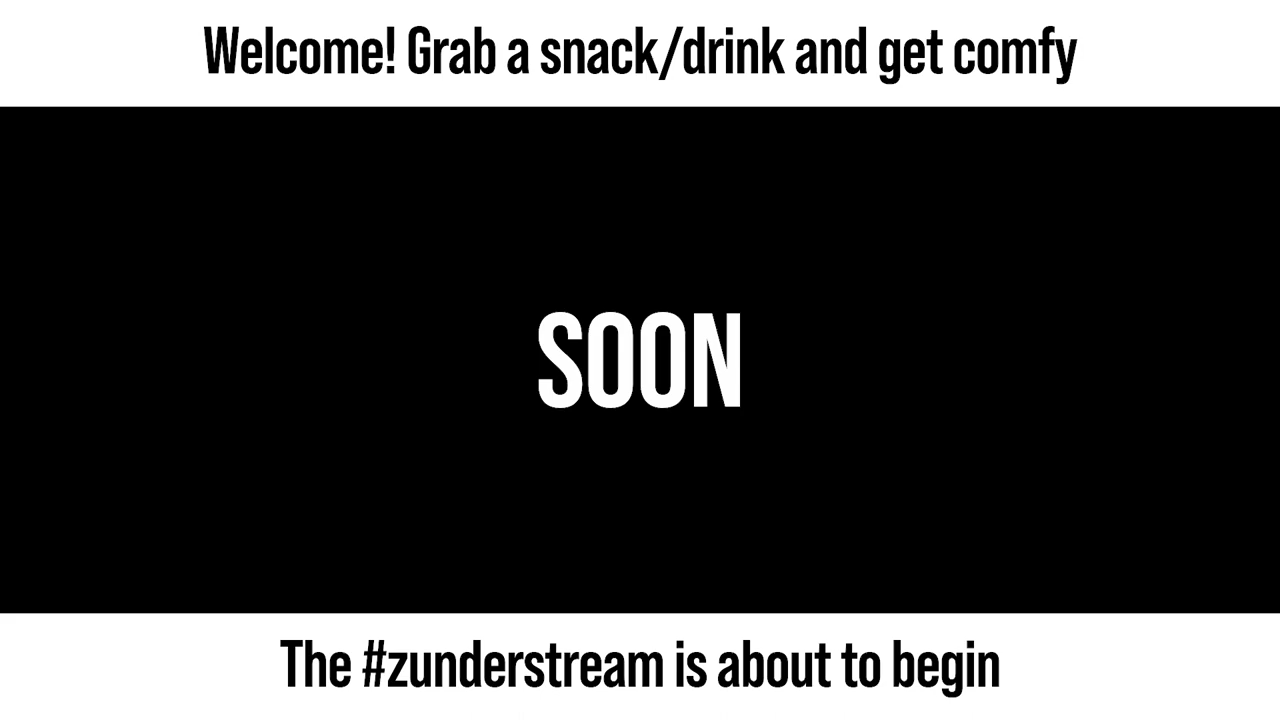 Welcome! Grab a snack/drink and get comfy
SOON
The #zunderstream is about to begin